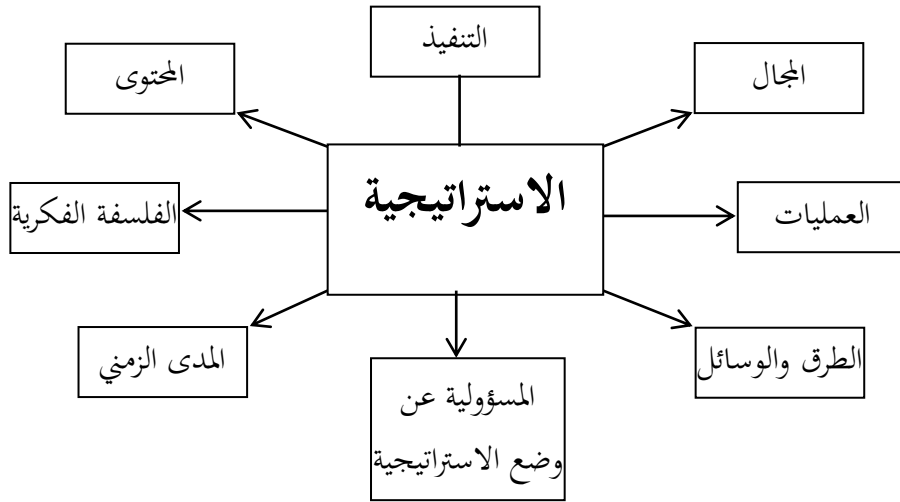 التنفيذ
المجال
المحتوى
الاستراتيجية
العمليات
الفلسفة الفكرية
الطرق والوسائل
المدى الزمني
المسؤولية عن
وضع الاستراتيجية